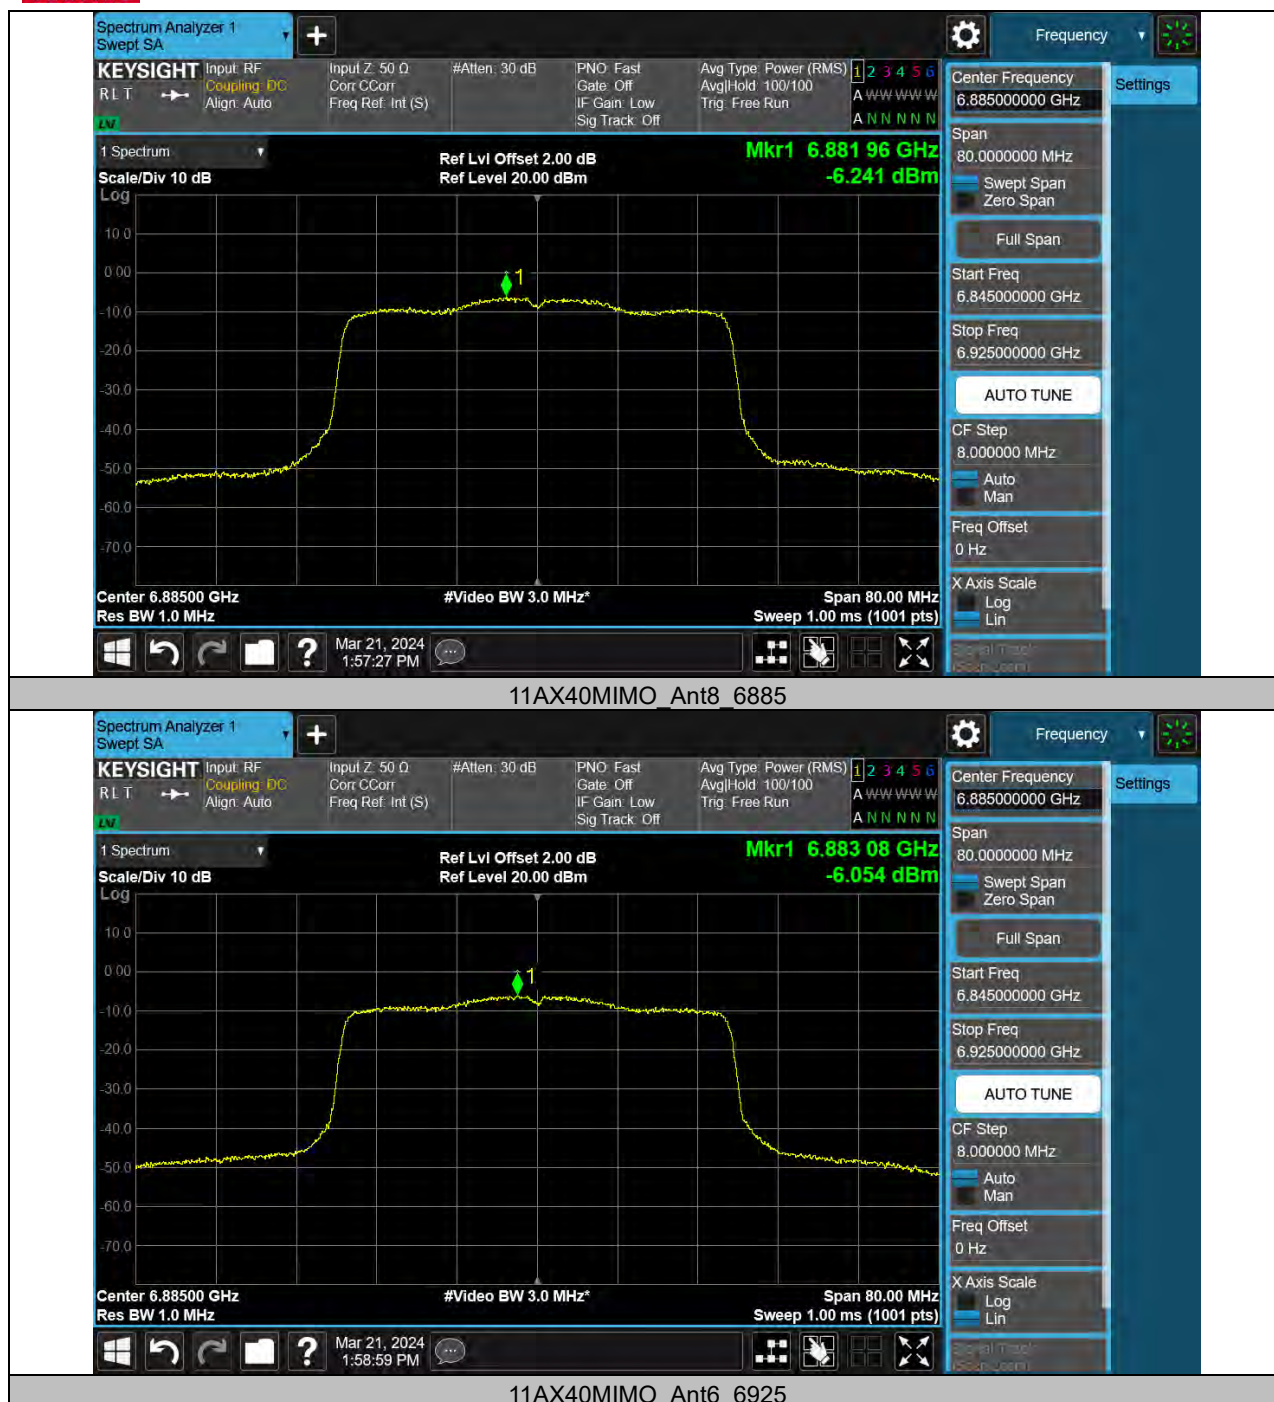 Spectrum Analyzer 1
Swept SA
Frequency
KEYSIGHT
RLT
LXI
Input: RF
Coupling: DC
Align: Auto
Input Z: 50 Ω
Corr CCorr
Freq Ref: Int (S)
#Atten: 30 dB
PNO: Fast
Gate: Off
IF Gain: Low
Sig Track: Off
Avg Type: Power (RMS)
Avg|Hold: 100/100
Trig: Free Run
1 2 3 4 5 6
A W W W W W
A N N N N N
1 Spectrum
Scale/Div 10 dB
Ref Lvl Offset 2.00 dB
Ref Level 20.00 dBm
Mkr1 6.881 96 GHz
-6.241 dBm
Log
10.0
0.00
-10.0
-20.0
-30.0
-40.0
-50.0
-60.0
-70.0
1
Center 6.88500 GHz
Res BW 1.0 MHz
#Video BW 3.0 MHz*
Span 80.00 MHz
Sweep 1.00 ms (1001 pts)
Mar 21, 2024
1:57:27 PM
Center Frequency
6.885000000 GHz
Settings
Span
80.0000000 MHz
Swept Span
Zero Span
Full Span
Start Freq
6.845000000 GHz
Stop Freq
6.925000000 GHz
AUTO TUNE
CF Step
8.000000 MHz
Auto
Man
Freq Offset
0 Hz
X Axis Scale
Log
Lin
Signal Track
(Span Zoom)
11AX40MIMO_Ant8_6885
Spectrum Analyzer 1
Swept SA
Frequency
KEYSIGHT
RLT
LXI
Input: RF
Coupling: DC
Align: Auto
Input Z: 50 Ω
Corr CCorr
Freq Ref: Int (S)
#Atten: 30 dB
PNO: Fast
Gate: Off
IF Gain: Low
Sig Track: Off
Avg Type: Power (RMS)
Avg|Hold: 100/100
Trig: Free Run
1 2 3 4 5 6
A W W W W W
A N N N N N
1 Spectrum
Scale/Div 10 dB
Ref Lvl Offset 2.00 dB
Ref Level 20.00 dBm
Mkr1 6.883 08 GHz
-6.054 dBm
Log
10.0
0.00
-10.0
-20.0
-30.0
-40.0
-50.0
-60.0
-70.0
1
Center 6.88500 GHz
Res BW 1.0 MHz
#Video BW 3.0 MHz*
Span 80.00 MHz
Sweep 1.00 ms (1001 pts)
Mar 21, 2024
1:58:59 PM
Center Frequency
6.885000000 GHz
Settings
Span
80.0000000 MHz
Swept Span
Zero Span
Full Span
Start Freq
6.845000000 GHz
Stop Freq
6.925000000 GHz
AUTO TUNE
CF Step
8.000000 MHz
Auto
Man
Freq Offset
0 Hz
X Axis Scale
Log
Lin
Signal Track
(Span Zoom)
11AX40MIMO_Ant6_6925